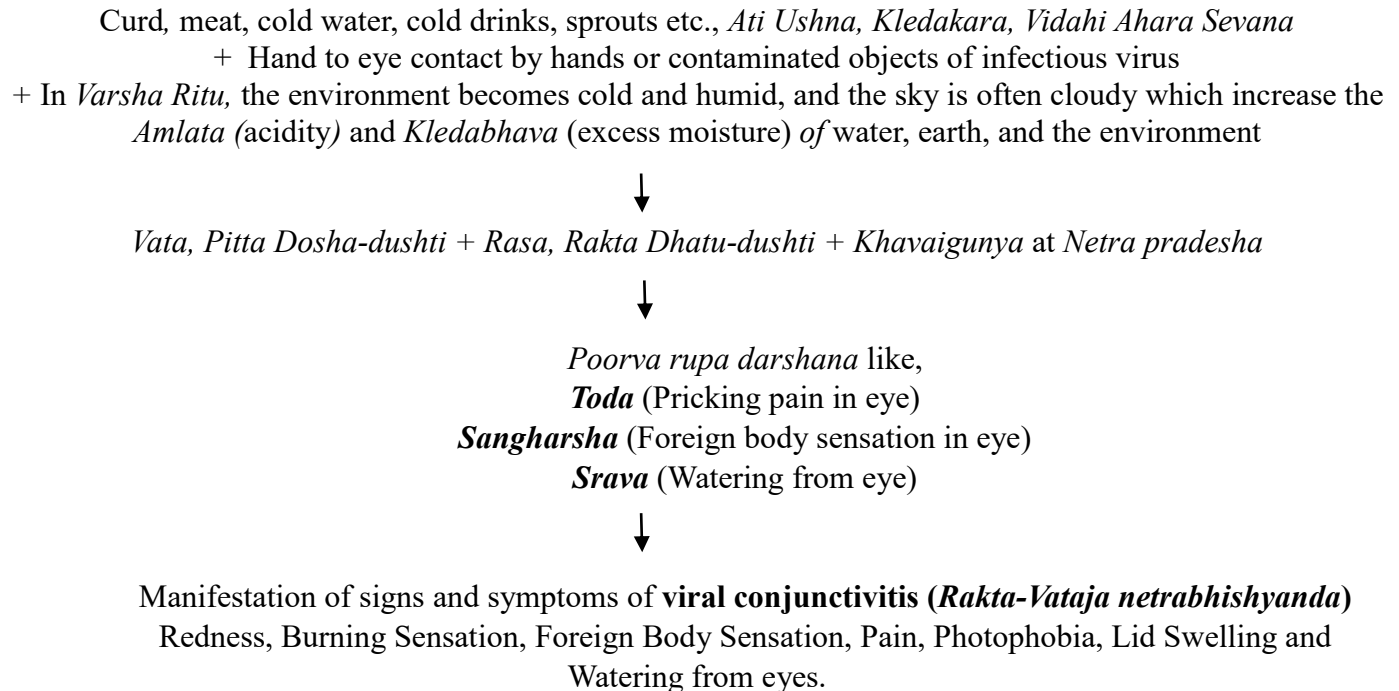 Curd, meat, cold water, cold drinks, sprouts etc., Ati Ushna, Kledakara, Vidahi Ahara Sevana
+ Hand to eye contact by hands or contaminated objects of infectious virus
+ In Varsha Ritu, the environment becomes cold and humid, and the sky is often cloudy which increase the
Amlata (acidity) and Kledabhava (excess moisture) of water, earth, and the environment
Vata, Pitta Dosha-dushti + Rasa, Rakta Dhatu-dushti + Khavaigunya at Netra pradesha
Poorva rupa darshana like,
Toda (Pricking pain in eye)
Sangharsha (Foreign body sensation in eye)
Srava (Watering from eye)
Manifestation of signs and symptoms of viral conjunctivitis (Rakta-Vataja netrabhishyanda)
Redness, Burning Sensation, Foreign Body Sensation, Pain, Photophobia, Lid Swelling and
Watering from eyes.